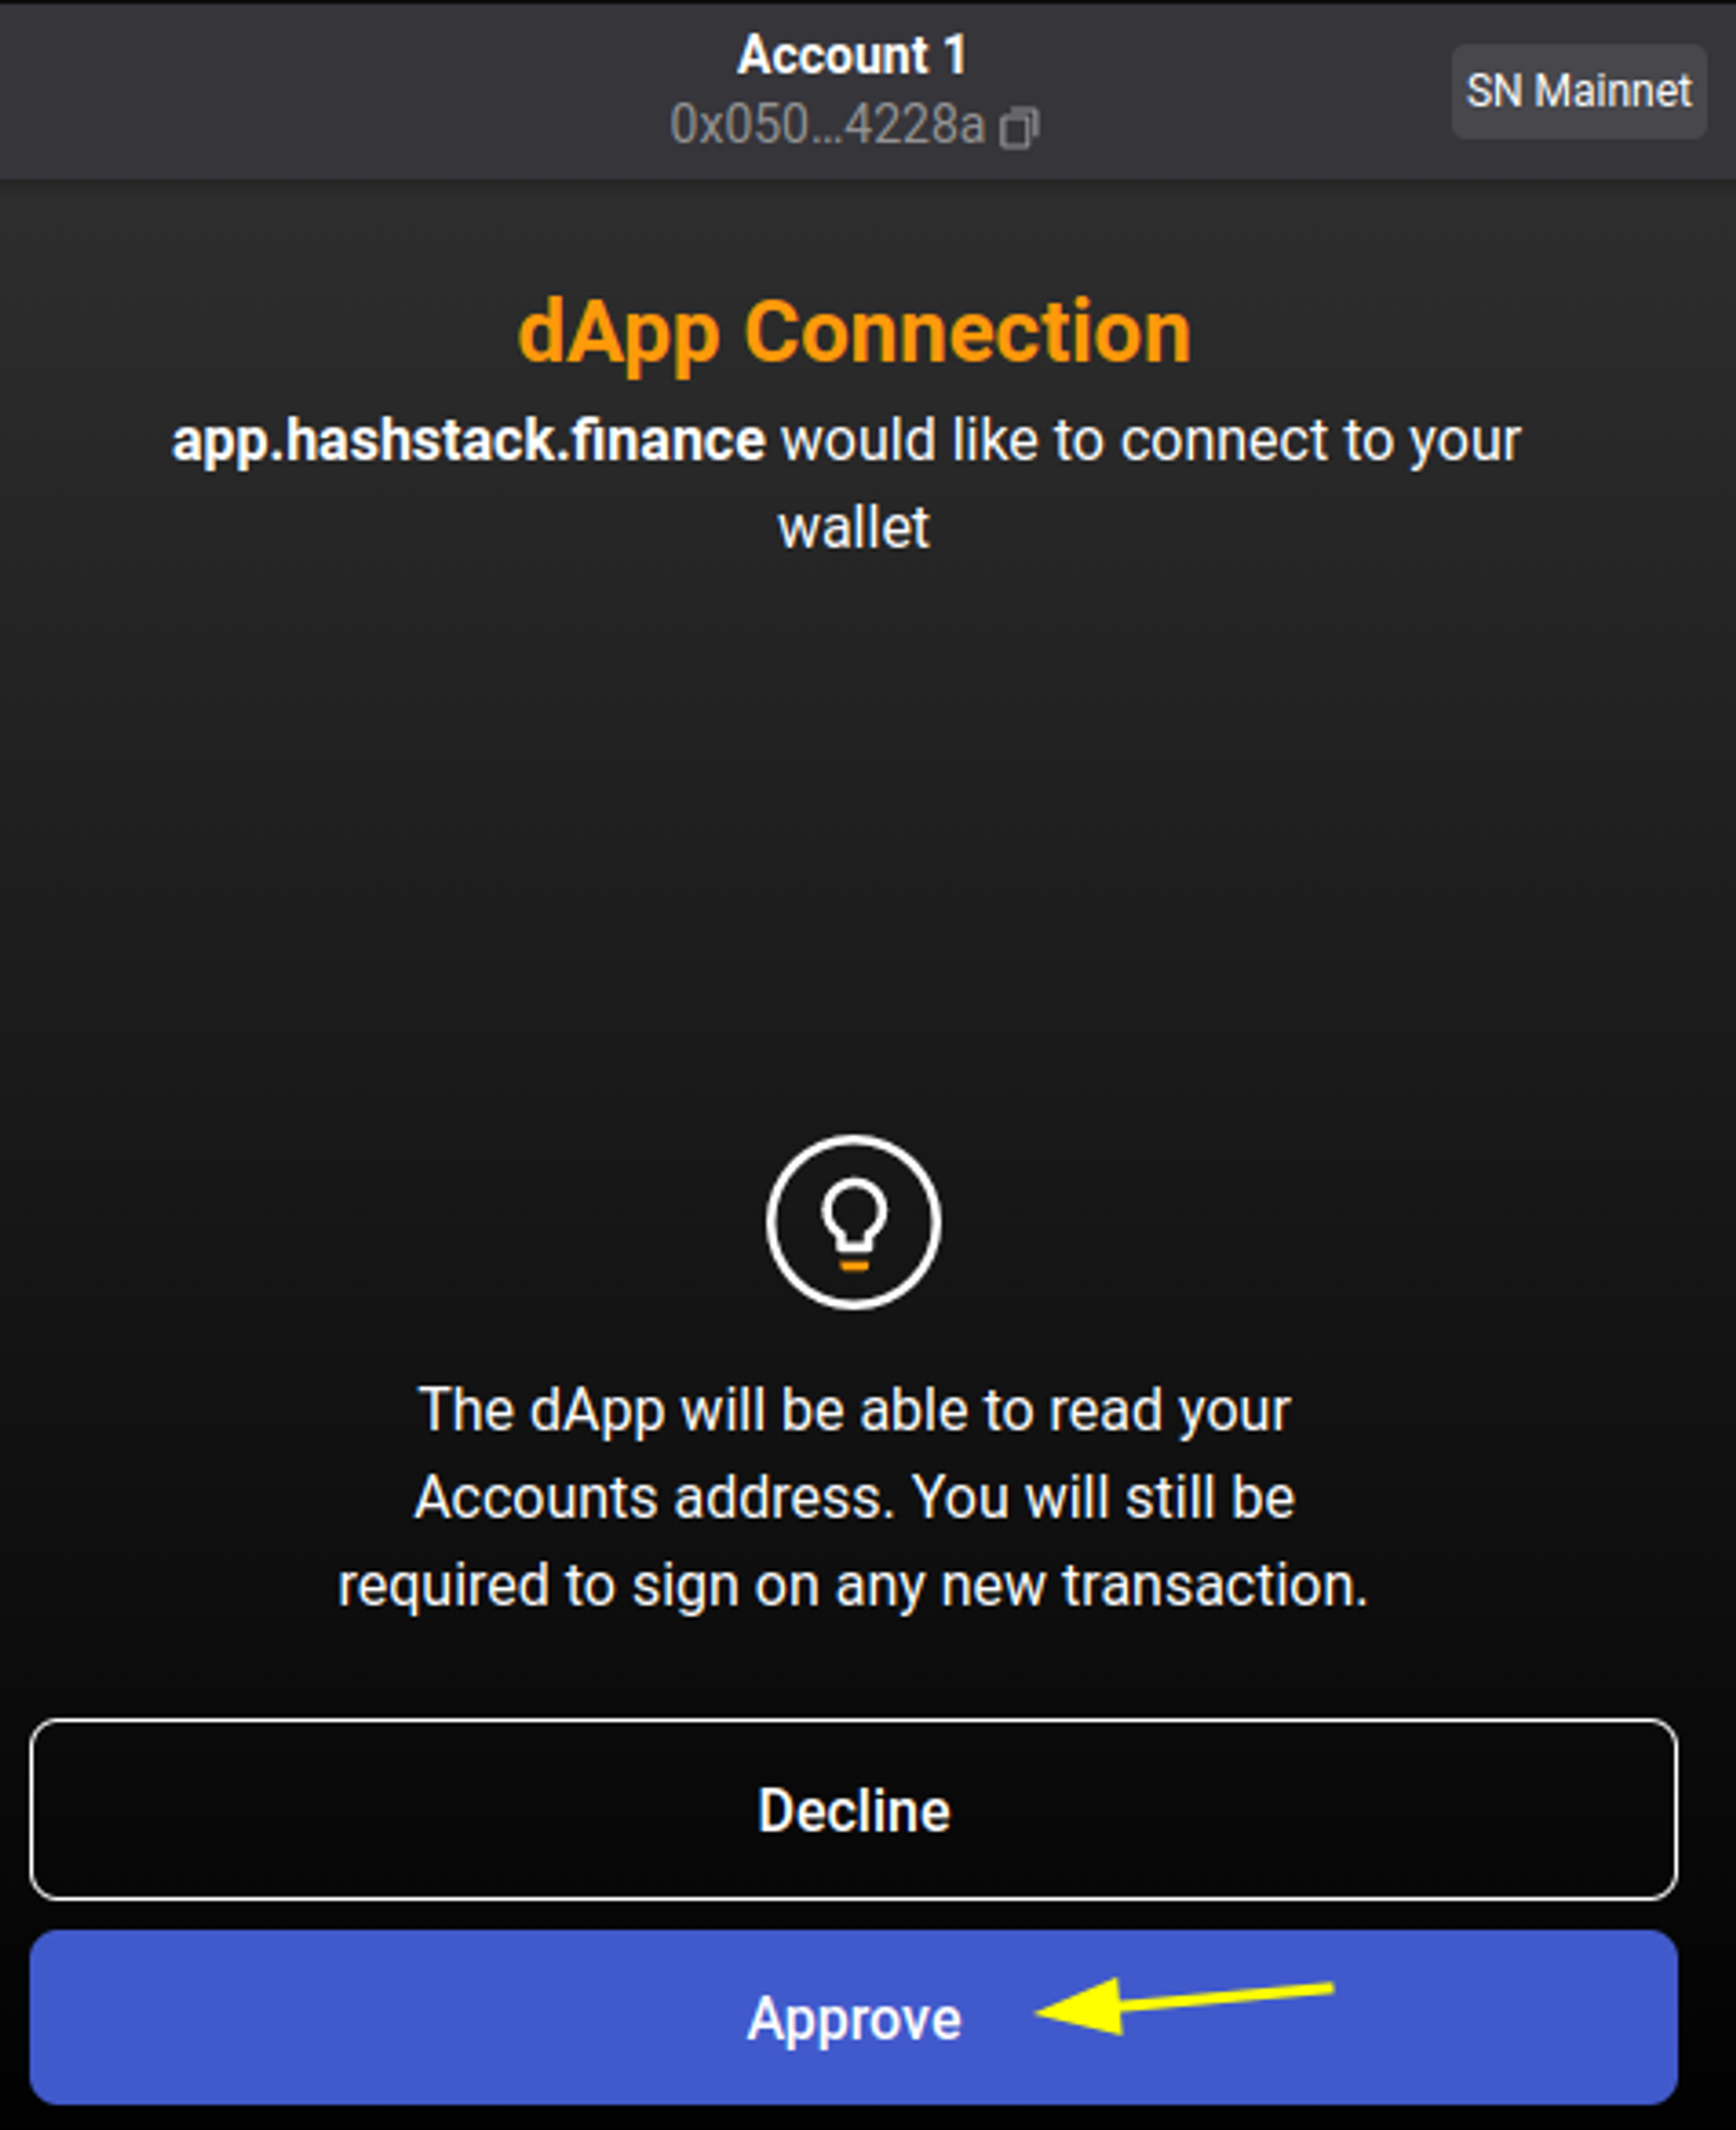 Account 1
0x050...4228a
SN Mainnet
dApp Connection
app.hashstack.finance would like to connect to your
wallet
The dApp will be able to read your
Accounts address. You will still be
required to sign on any new transaction.
Decline
Approve